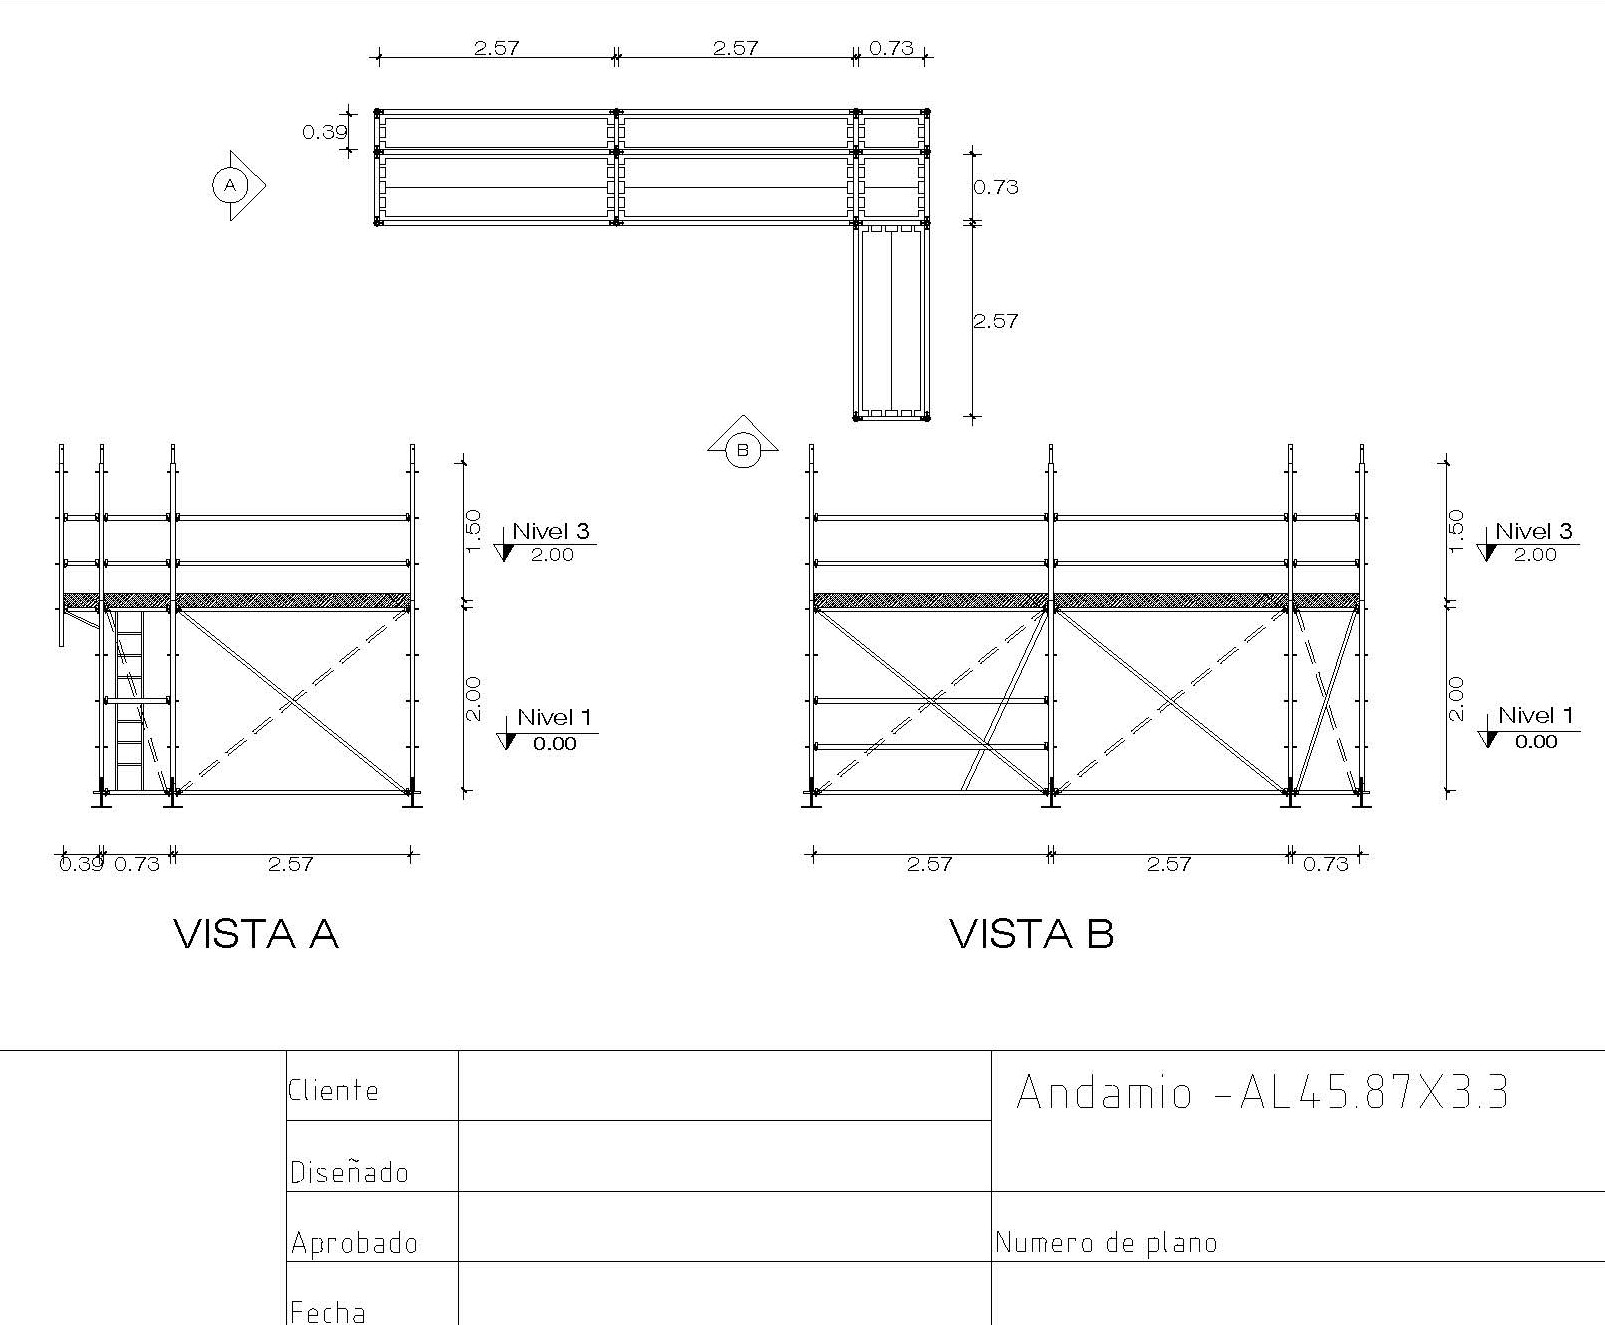 2.57 2.57 0.73
0.39
A
0.73
2.57
B
1.50
Nivel 3
2.00
2.00
Nivel 1
0.00
0.39 0.73 2.57
VISTA A
1.50
Nivel 3
2.00
2.00
Nivel 1
0.00
2.57 2.57 0.73
VISTA B
Cliente
Andamio -AL45.87X3.3
Diseñado
Aprobado
Numero de plano
Fecha